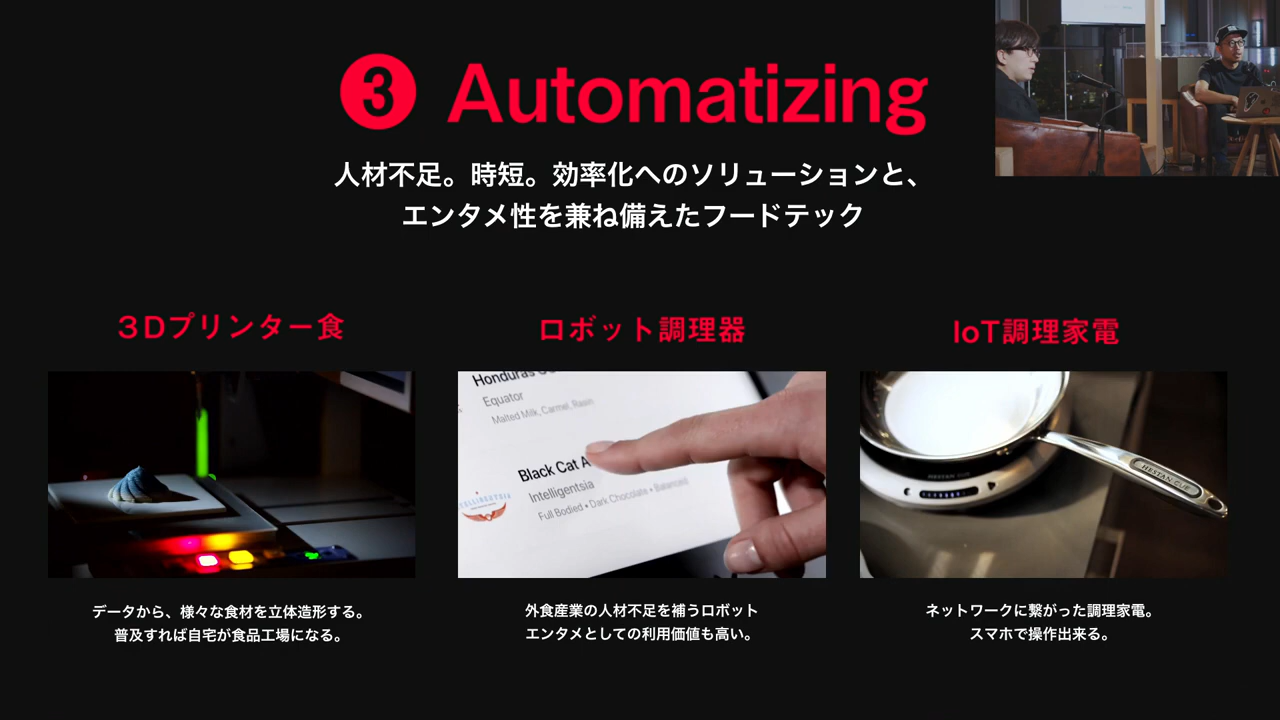 ❸ Automatizing
人材不足。時短。効率化へのソリューションと、
エンタメ性を兼ね備えたフードテック
３Dプリンター食
ロボット調理器
IoT調理家電
Honduras
Equator
Malted Milk, Carmel, Rasin
Black Cat A
Intelligentsia
Full Bodied • Dark Chocolate • Balanced
HESTAN CUE
HESTAN CUE
データから、様々な食材を立体造形する。
普及すれば自宅が食品工場になる。
外食産業の人材不足を補うロボット
エンタメとしての利用価値も高い。
ネットワークに繋がった調理家電。
スマホで操作出来る。